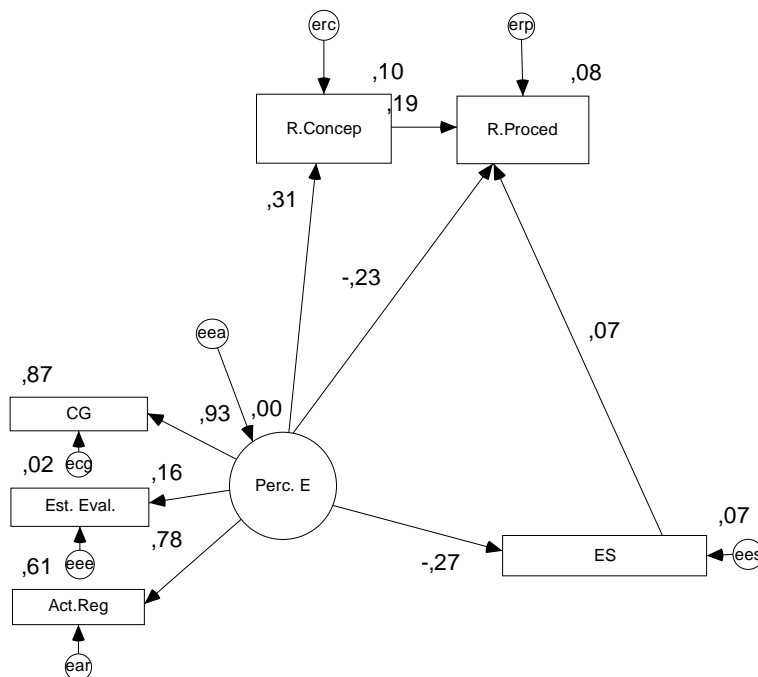 erc
erp
,10
,08
,19
R.Concep
R.Proced
,31
-,23
eea
,07
,87
CG
,93
,00
,02
ecg
,16
Perc. E
Est. Eval.
,07
,78
,61
eee
-,27
ES
ees
Act.Reg
ear